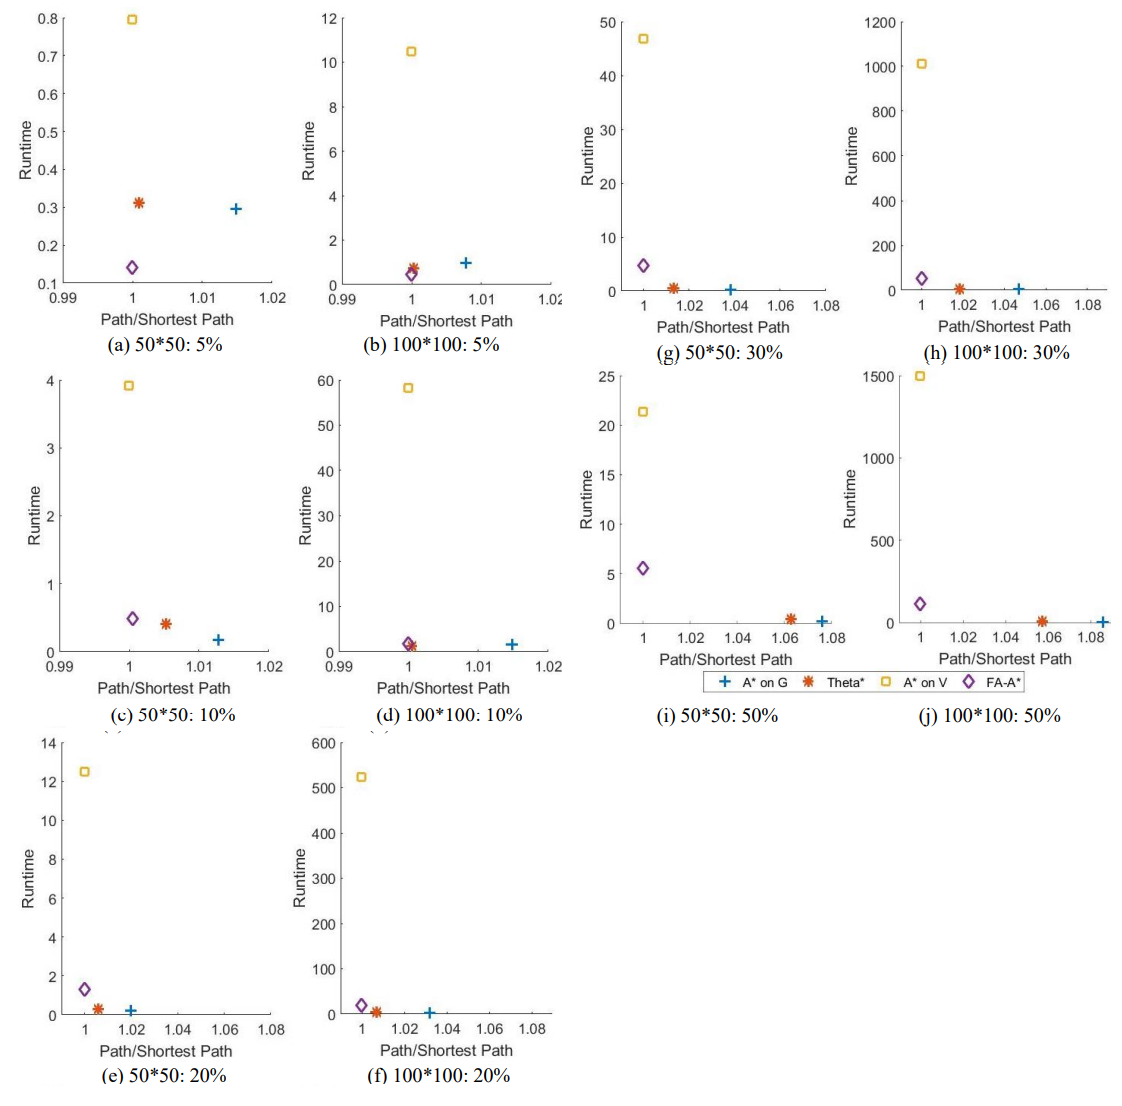 0.8
0.7
0.6
0.5
0.4
0.3
0.2
0.1
Runtime
0.99 1 1.01 1.02
Path/Shortest Path
(a) 50*50: 5%
12
10
8
6
4
2
0
Runtime
0.99 1 1.01 1.02
Path/Shortest Path
(b) 100*100: 5%
50
40
30
20
10
0
Runtime
1 1.02 1.04 1.06 1.08
Path/Shortest Path
(g) 50*50: 30%
1200
1000
800
600
400
200
0
Runtime
1 1.02 1.04 1.06 1.08
Path/Shortest Path
(h) 100*100: 30%
4
3
2
1
0
Runtime
0.99 1 1.01 1.02
Path/Shortest Path
(c) 50*50: 10%
60
50
40
30
20
10
0
Runtime
0.99 1 1.01 1.02
Path/Shortest Path
(d) 100*100: 10%
25
20
15
10
5
0
Runtime
1 1.02 1.04 1.06 1.08
Path/Shortest Path
1500
1000
500
0
Runtime
1 1.02 1.04 1.06 1.08
Path/Shortest Path
A* on G Theta* A* on V FA-A*
(i) 50*50: 50%
(j) 100*100: 50%
14
12
10
8
6
4
2
0
Runtime
1 1.02 1.04 1.06 1.08
Path/Shortest Path
(e) 50*50: 20%
600
500
400
300
200
100
0
Runtime
1 1.02 1.04 1.06 1.08
Path/Shortest Path
(f) 100*100: 20%